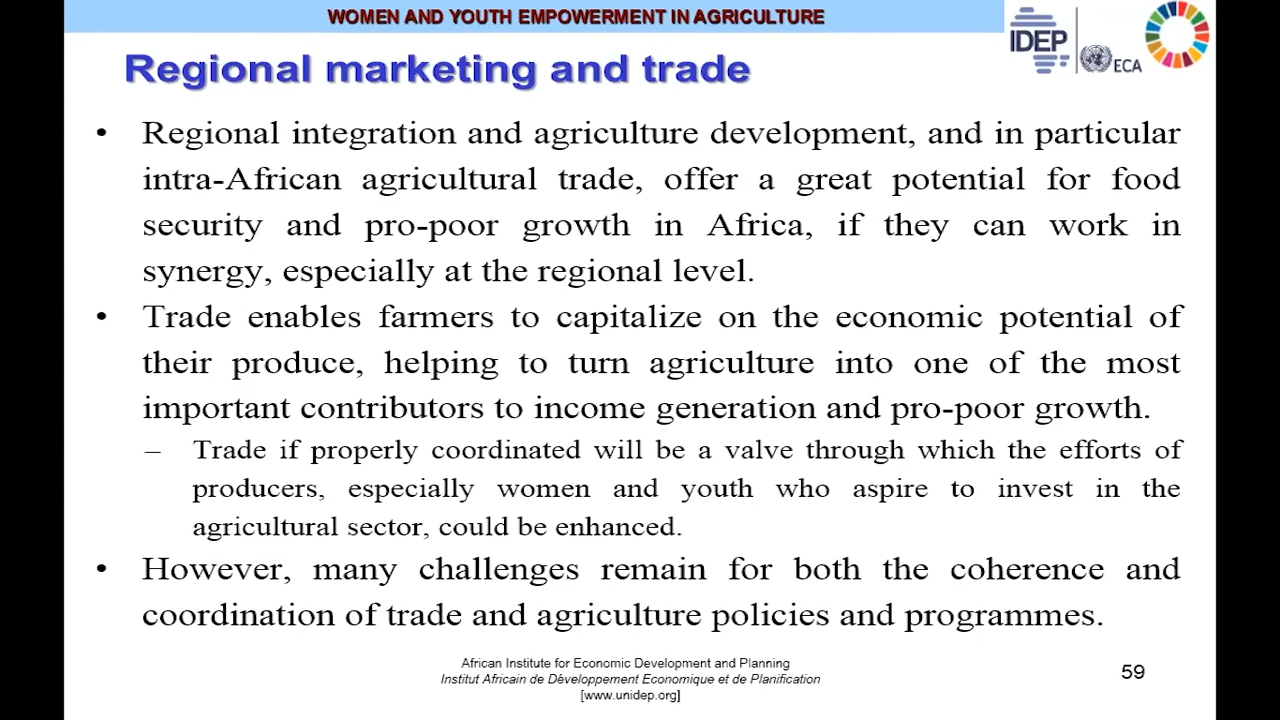 WOMEN AND YOUTH EMPOWERMENT IN AGRICULTURE
IDEP
ECA
Regional marketing and trade
• Regional integration and agriculture development, and in particular
intra-African agricultural trade, offer a great potential for food
security and pro-poor growth in Africa, if they can work in
synergy, especially at the regional level.
• Trade enables farmers to capitalize on the economic potential of
their produce, helping to turn agriculture into one of the most
important contributors to income generation and pro-poor growth.
– Trade if properly coordinated will be a valve through which the efforts of
producers, especially women and youth who aspire to invest in the
agricultural sector, could be enhanced.
• However, many challenges remain for both the coherence and
coordination of trade and agriculture policies and programmes.
African Institute for Economic Development and Planning
Institut Africain de Développement Economique et de Planification
[www.unidep.org]
59